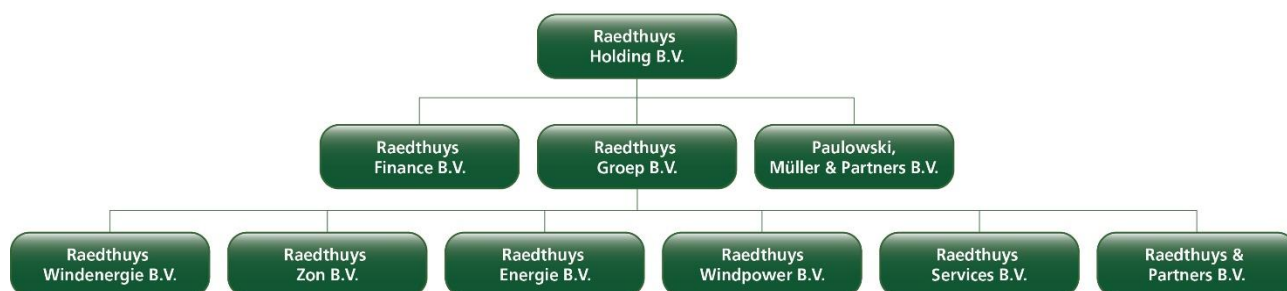 Raedthuys
Holding B.V.
Raedthuys
Finance B.V.
Raedthuys
Groep B.V.
Paulowski,
Müller & Partners B.V.
Raedthuys
Windenergie B.V.
Raedthuys
Zon B.V.
Raedthuys
Energie B.V.
Raedthuys
Windpower B.V.
Raedthuys
Services B.V.
Raedthuys &
Partners B.V.